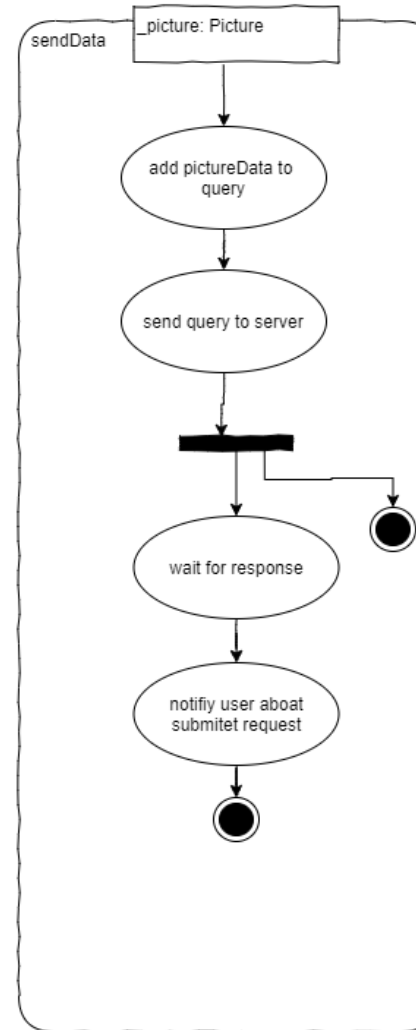 _picture: Picture
sendData
add pictureData to
query
send query to server
wait for response
notifiy user aboat
submitet request